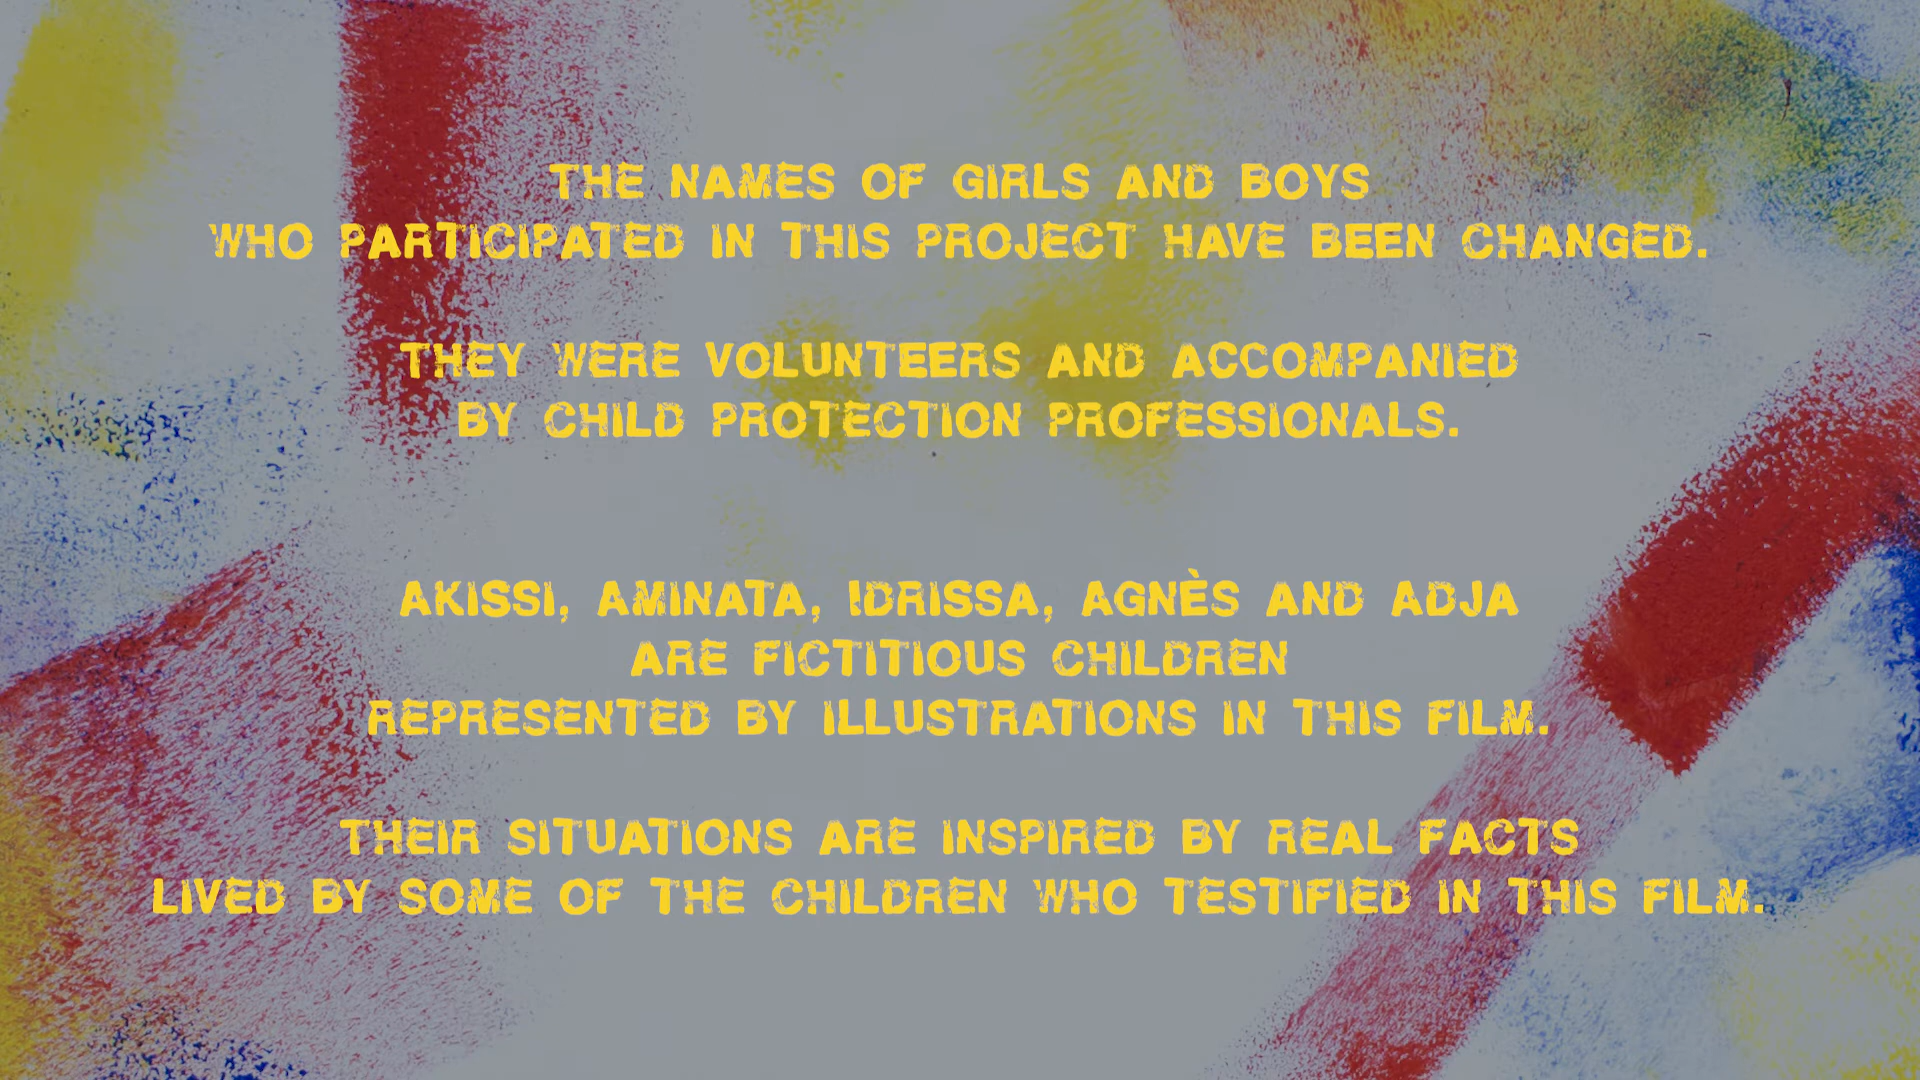 THE NAMES OF GIRLS AND BOYS
WHO PARTICIPATED IN THIS PROJECT HAVE BEEN CHANGED.
THEY WERE VOLUNTEERS AND ACCOMPANIED
BY CHILD PROTECTION PROFESSIONALS.
AKISSI, AMINATA, IDRISSA, AGNÈS AND ADJA
ARE FICTITIOUS CHILDREN
REPRESENTED BY ILLUSTRATIONS IN THIS FILM.
THEIR SITUATIONS ARE INSPIRED BY REAL FACTS
LIVED BY SOME OF THE CHILDREN WHO TESTIFIED IN THIS FILM.